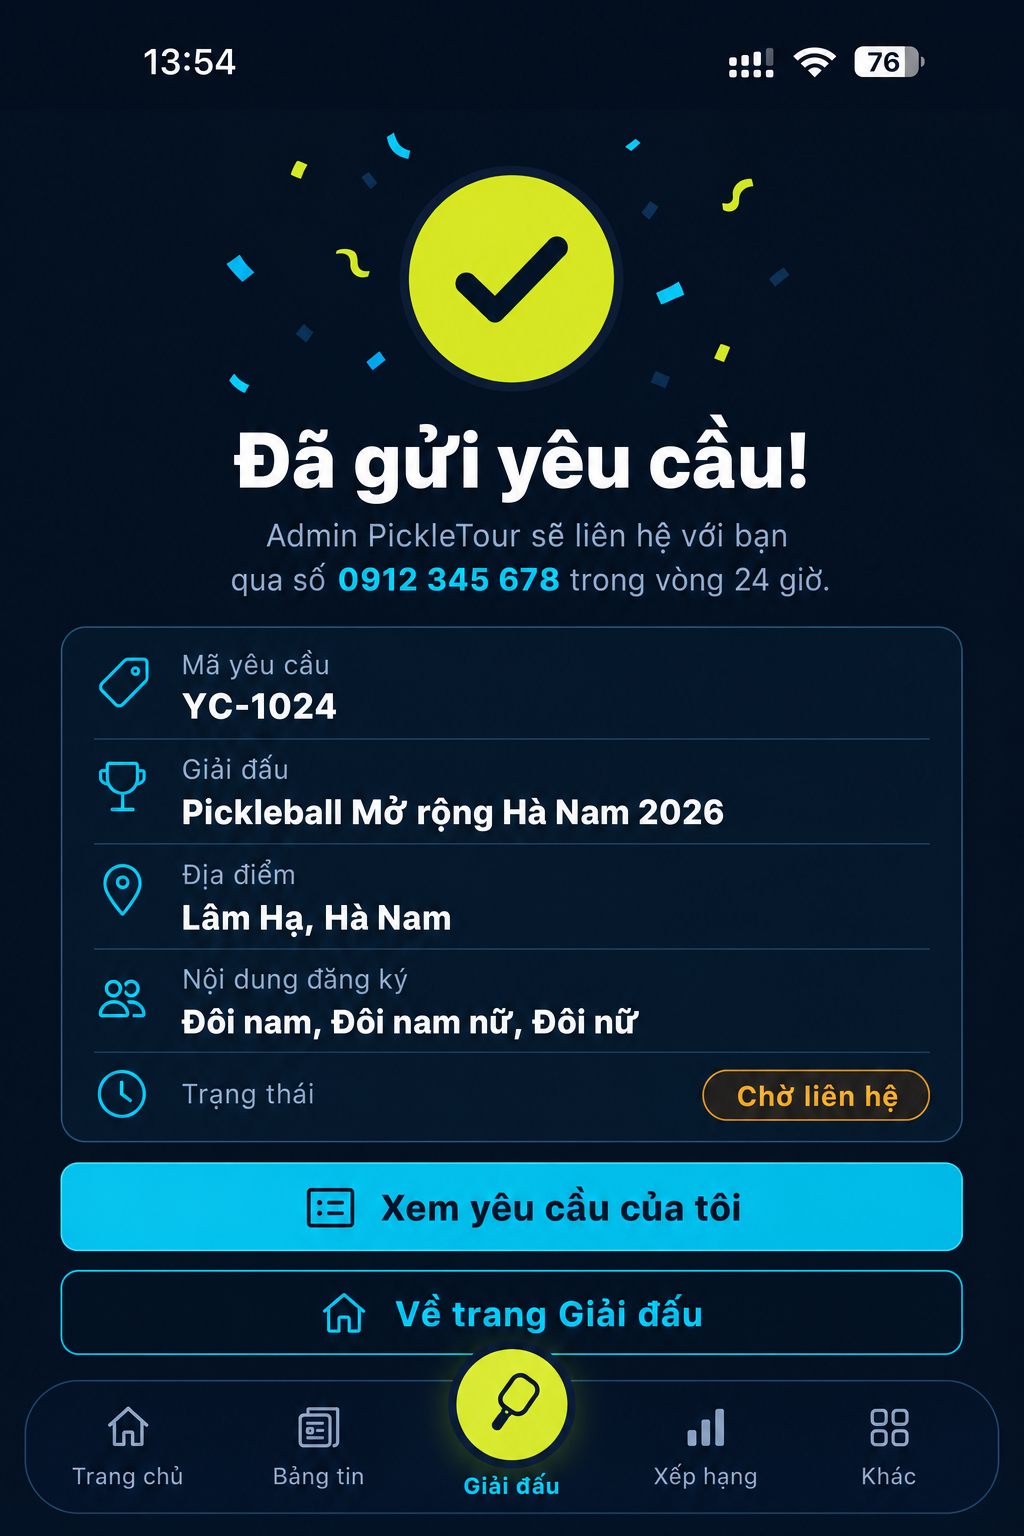 13:54
76
Đã gửi yêu cầu!
Admin PickleTour sẽ liên hệ với bạn
qua số 0912 345 678 trong vòng 24 giờ.
Mã yêu cầu
YC-1024
Giải đấu
Pickleball Mở rộng Hà Nam 2026
Địa điểm
Lâm Hạ, Hà Nam
Nội dung đăng ký
Đôi nam, Đôi nam nữ, Đôi nữ
Trạng thái
Chờ liên hệ
Xem yêu cầu của tôi
Về trang Giải đấu
Trang chủ
Bảng tin
Giải đấu
Xếp hạng
Khác